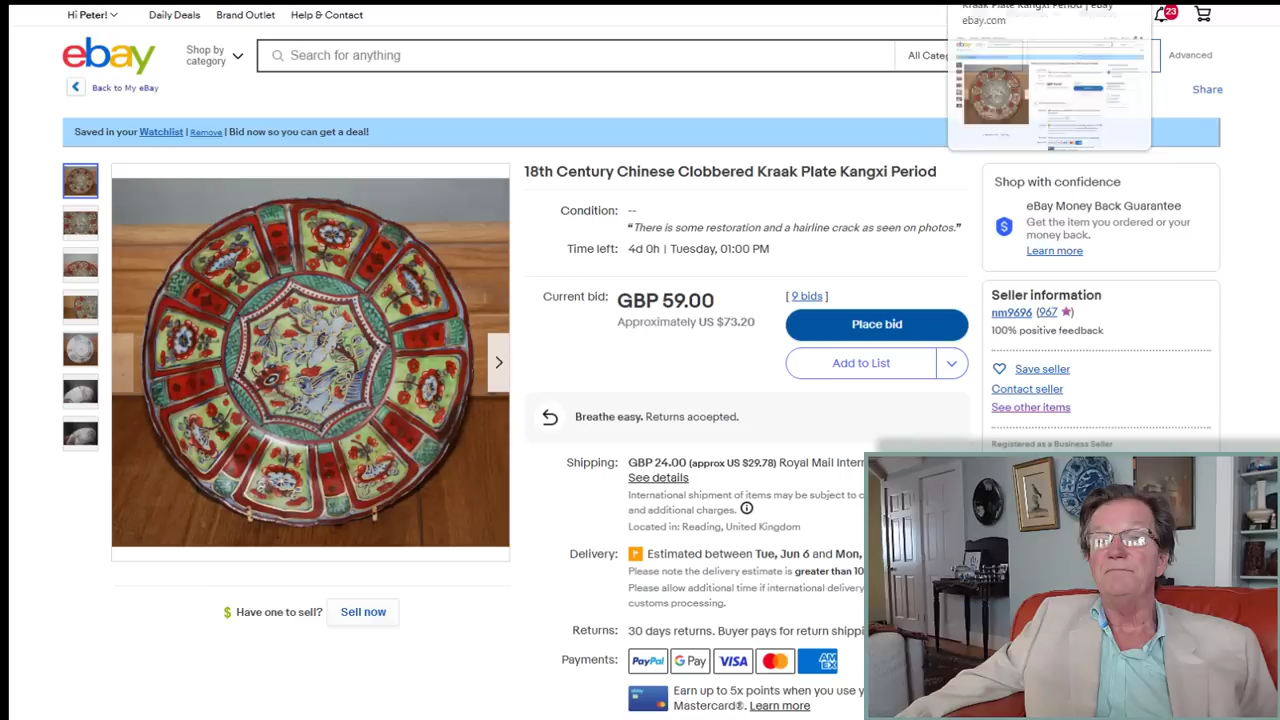 Hi Peter!
Daily Deals
Brand Outlet
Help & Contact
Kraak Plate Kangxi Period | eBay
ebay.com
23
ebay
Shop by category
Search for anything
All Cate
Advanced
Back to My eBay
Share
Saved in your Watchlist | Remove | Bid now so you can get a deal!
18th Century Chinese Clobbered Kraak Plate Kangxi Period
Condition: --
“There is some restoration and a hairline crack as seen on photos.”
Time left: 4d 0h | Tuesday, 01:00 PM
Current bid: GBP 59.00
Approximately US $73.20
[ 9 bids ]
Place bid
Add to List
Breathe easy. Returns accepted.
Shipping: GBP 24.00 (approx US $29.78) Royal Mail Intern
See details
International shipment of items may be subject to c
and additional charges.
Located in: Reading, United Kingdom
Delivery: Estimated between Tue, Jun 6 and Mon,
Please note the delivery estimate is greater than 10
Please allow additional time if international delivery
customs processing.
Returns: 30 days returns. Buyer pays for return shippi
Payments: PayPal G Pay VISA MasterCard AM EX
Earn up to 5x points when you use y
Mastercard®. Learn more
Have one to sell? Sell now
Shop with confidence
eBay Money Back Guarantee
Get the item you ordered or your
money back.
Learn more
Seller information
nm9696 (967)
100% positive feedback
Save seller
Contact seller
See other items
Registered as a Business Seller